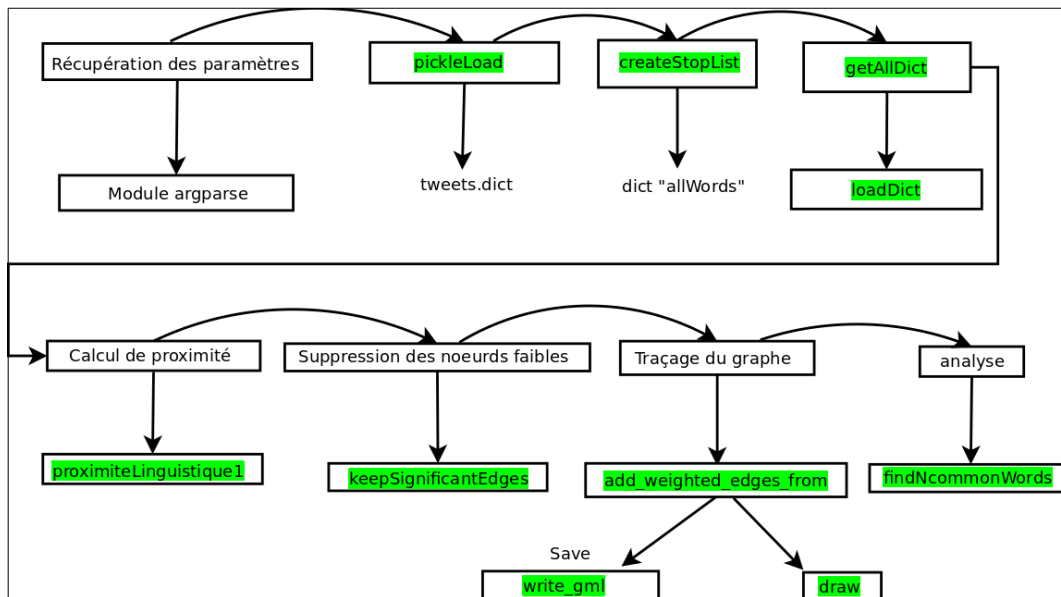 Récupération des paramètres
pickleLoad
createStopList
getAllDict
Module argparse
tweets.dict
dict "allWords"
loadDict
Calcul de proximité
Suppression des noeurds faibles
Traçage du graphe
analyse
proximiteLinguistique1
keepSignificantEdges
add_weighted_edges_from
findNcommonWords
Save
write_gml
draw